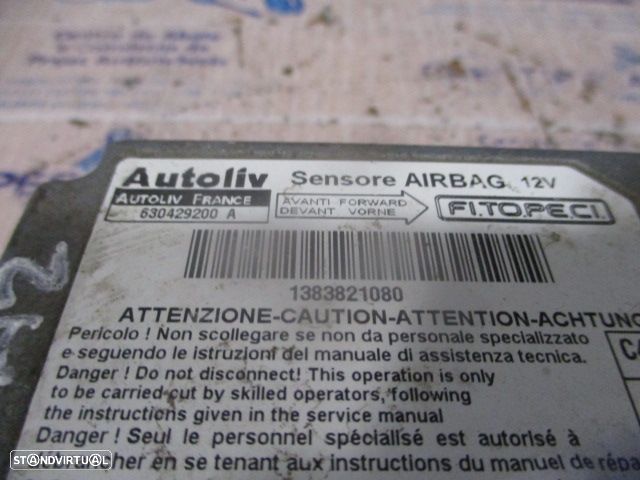 Autoliv Sensore AIRBAG 12V
AUTOLIV FRANCE
630429200 A
AVANTI FORWARD
DEVANT VORNE
FI.TO.PE.CI.
1383821080
ATTENZIONE-CAUTION-ATTENTION-ACHTUNG
Pericolo ! Non scollegare se non da personale specializzato
e seguendo le istruzioni del manuale di assistenza tecnica.
Danger ! Do not disconnect! This operation is only
to be carried out by skilled operators, following
the instructions given in the service manual
Danger ! Seul le personnel spécialisé est autorisé à
en se tenant aux instructions du manuel de répa
STANDVIRTUAL